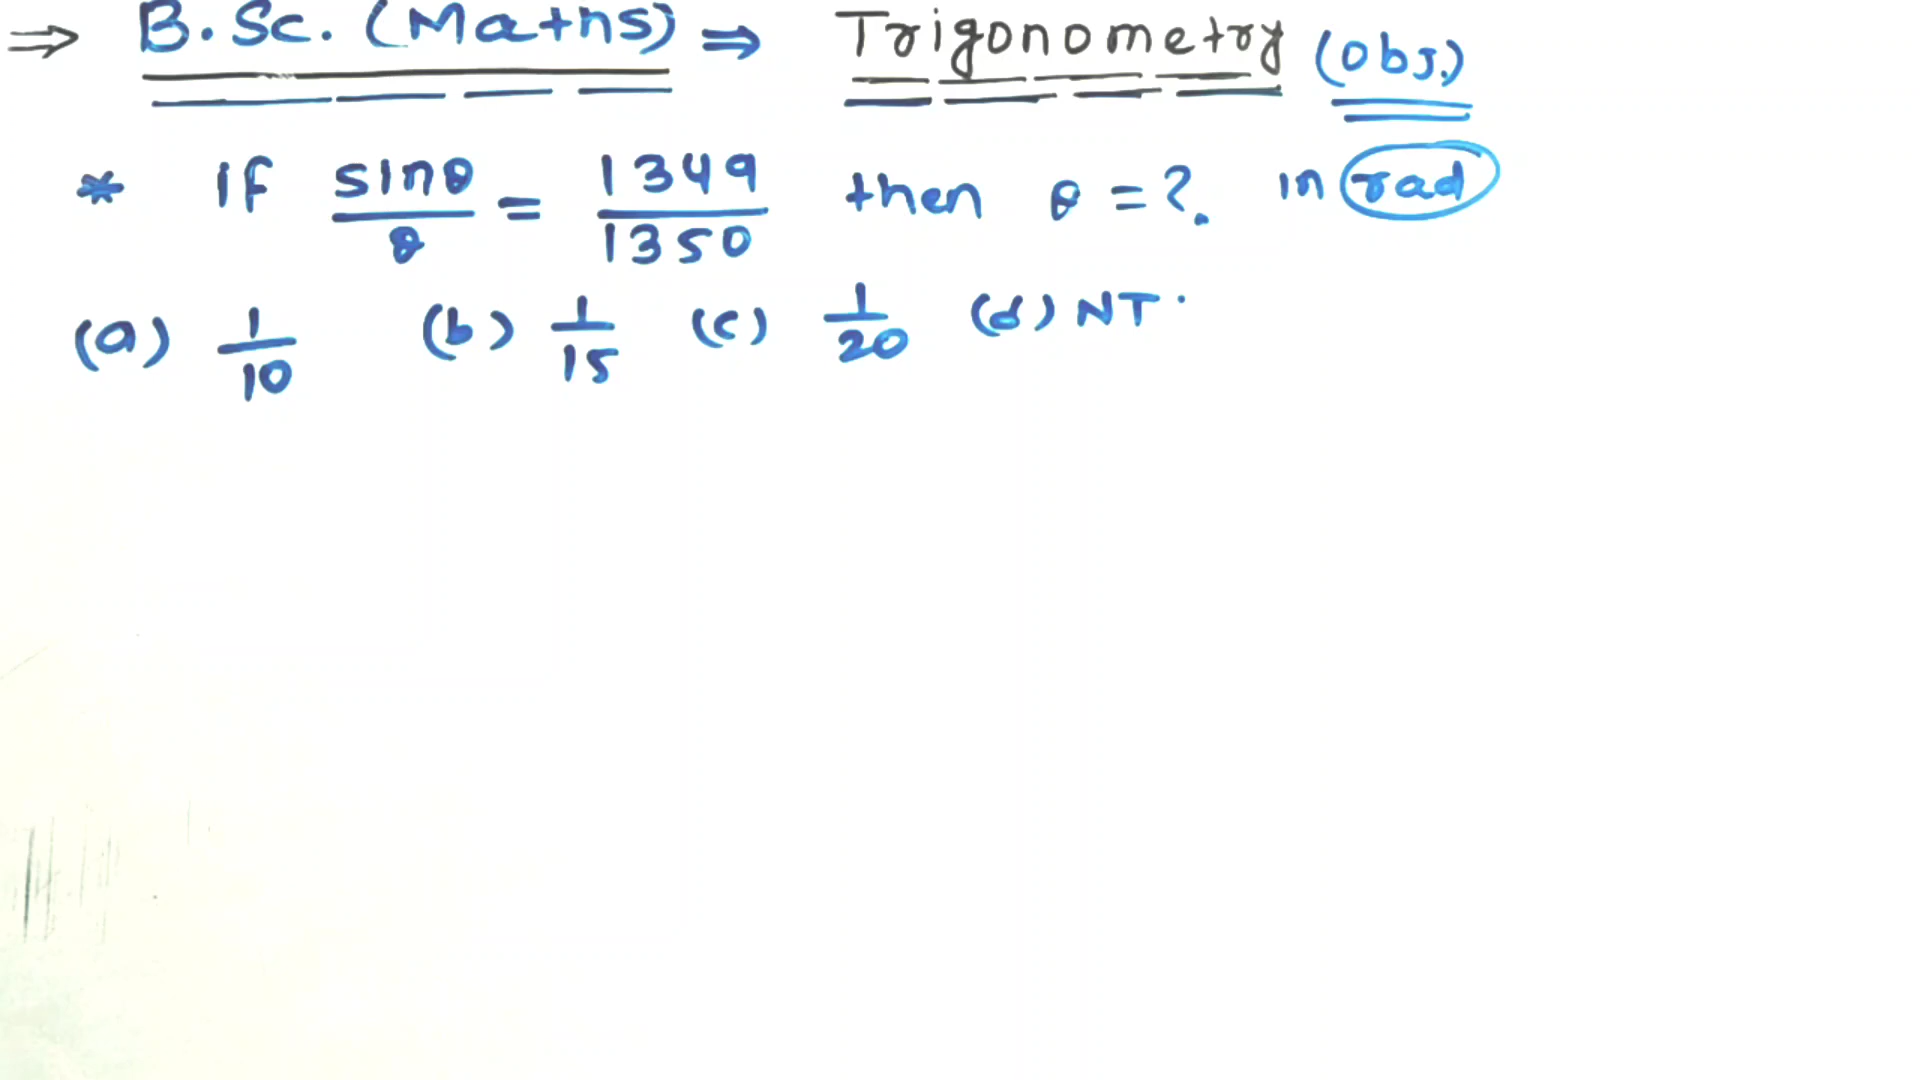 ⇒ B.Sc. (Maths) ⇒ Trigonometry (Obj.)
* If sinθ/θ = 1349/1350 then θ = ?. in rad
(a) 1/10 (b) 1/15 (c) 1/20 (d) NT.